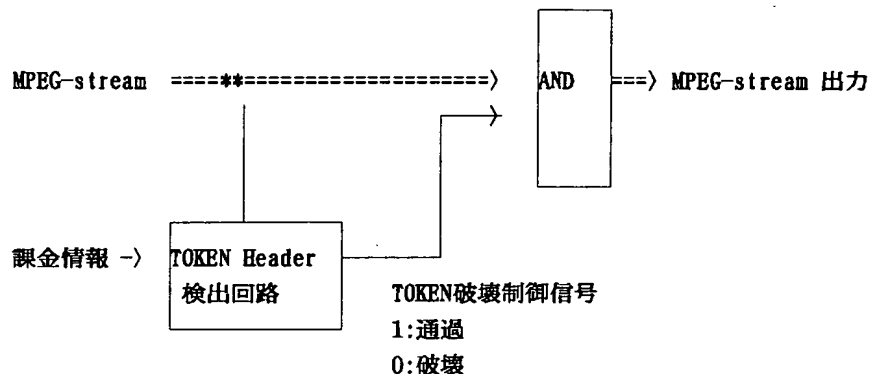 MPEG-stream ====**====================> AND ===> MPEG-stream 出力
課金情報 -> TOKEN Header
検出回路
TOKEN破壊制御信号
1:通過
0:破壊